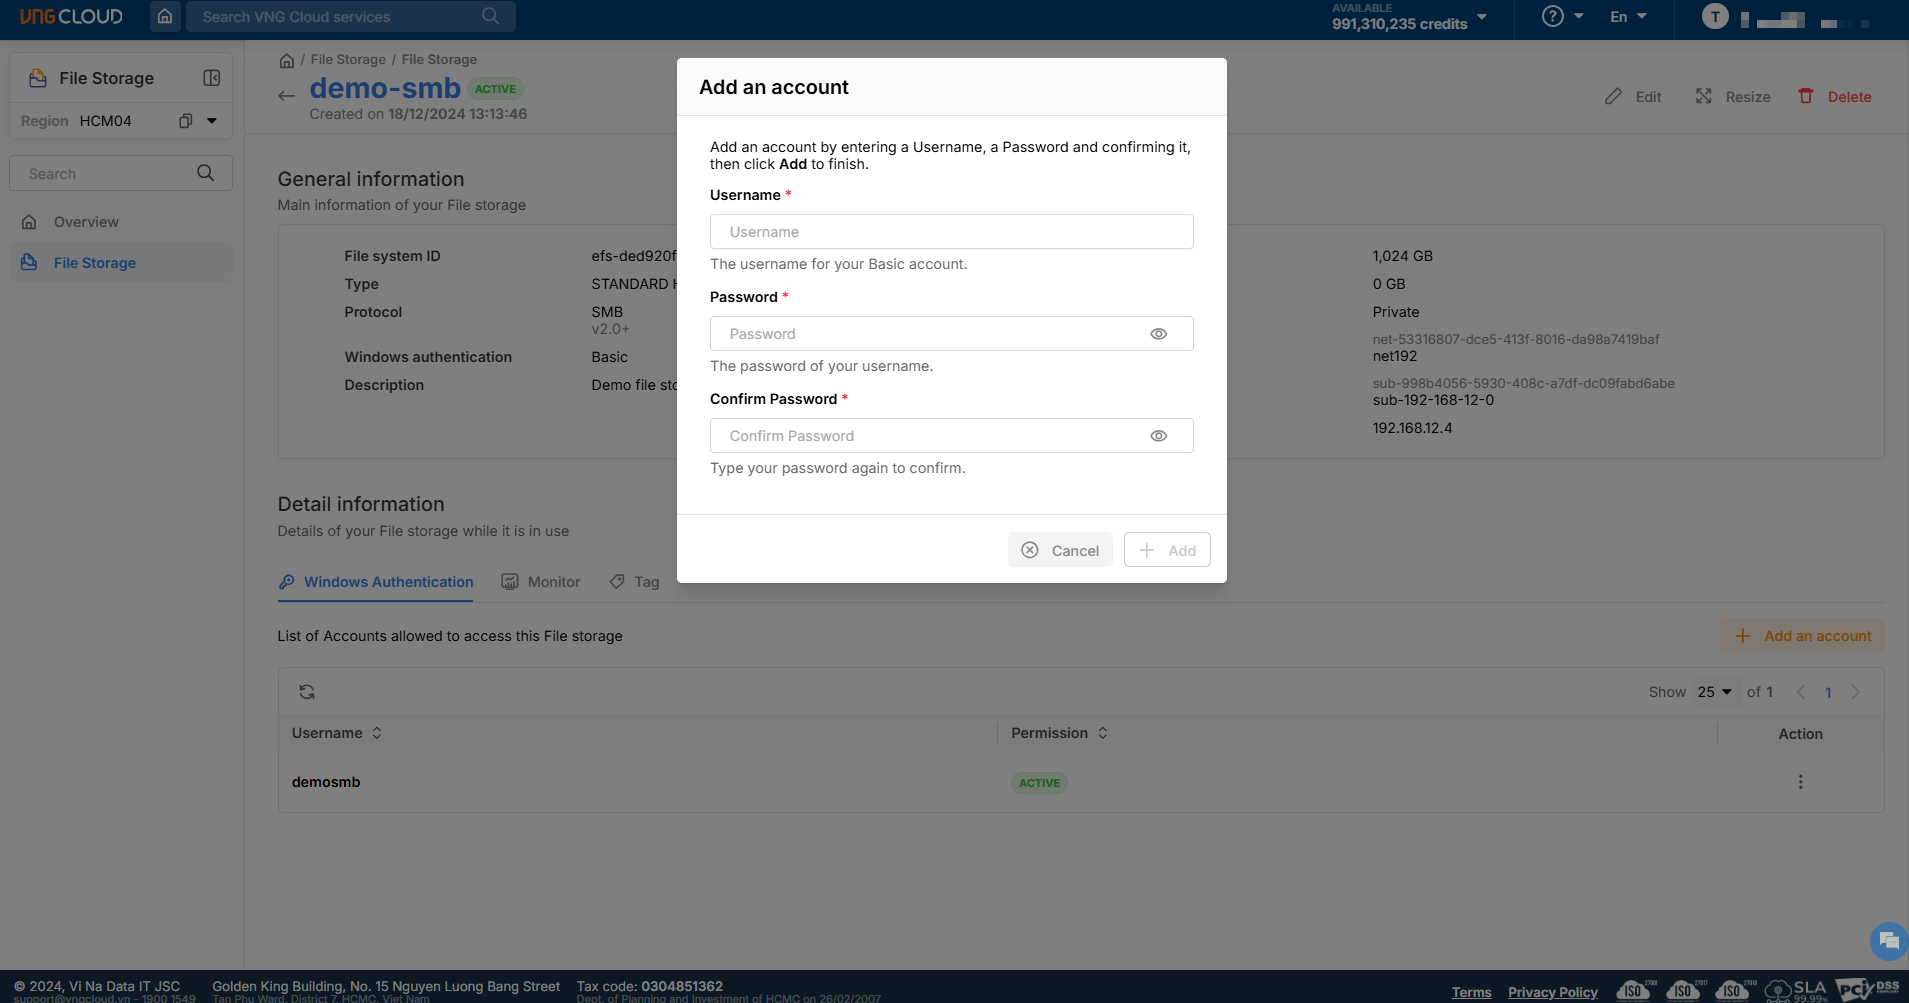 VNG CLOUD
Search VNG Cloud services
AVAILABLE
991,310,235 credits
En
T
File Storage
Region HCM04
Search
Overview
File Storage
/ File Storage / File Storage
demo-smb ACTIVE
Created on 18/12/2024 13:13:46
Edit
Resize
Delete
General information
Main information of your File storage
File system ID efs-ded920f
Type STANDARD
Protocol SMB
v2.0+
Windows authentication Basic
Description Demo file
1,024 GB
0 GB
Private
net-53316807-dce5-413f-8016-da98a7419baf
net192
sub-998b4056-5930-408c-a7df-dc09fabd6abe
sub-192-168-12-0
192.168.12.4
Add an account
Add an account by entering a Username, a Password and confirming it,
then click Add to finish.
Username *
Username
The username for your Basic account.
Password *
Password
The password of your username.
Confirm Password *
Confirm Password
Type your password again to confirm.
Cancel
Add
Detail information
Details of your File storage while it is in use
Windows Authentication
Monitor
Tag
List of Accounts allowed to access this File storage
Add an account
Show 25 of 1 1
Username Permission Action
demosmb ACTIVE
© 2024, Vi Na Data IT JSC
support@vngcloud.vn - 1900 1549
Golden King Building, No. 15 Nguyen Luong Bang Street
Tan Phu Ward, District 7, HCMC, Viet Nam
Tax code: 0304851362
Dept. of Planning and Investment of HCMC on 26/02/2007
Terms
Privacy Policy
ISO
ISO
ISO
SLA
99.99%
PCI DSS